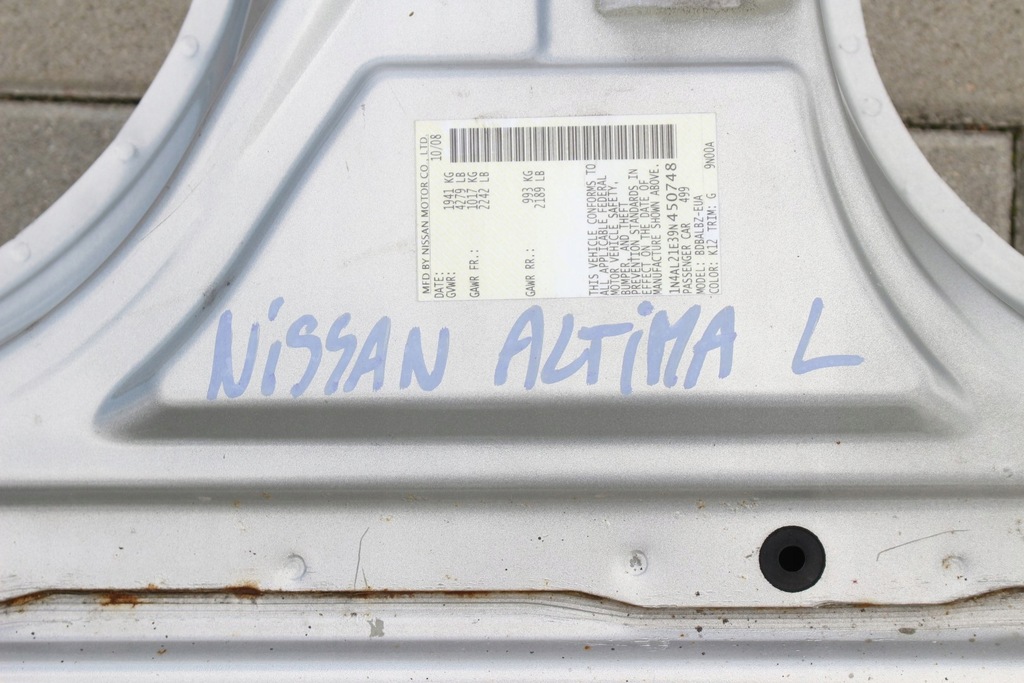 MFD BY NISSAN MOTOR CO., LTD.
DATE: 10/08
GVWR: 1941 KG
4279 LB
GAWR FR.: 1017 KG
2242 LB
GAWR RR.: 993 KG
2189 LB
THIS VEHICLE CONFORMS TO
ALL APPLICABLE FEDERAL
MOTOR VEHICLE SAFETY,
BUMPER, AND THEFT
PREVENTION STANDARDS IN
EFFECT ON THE DATE OF
MANUFACTURE SHOWN ABOVE.
1N4AL21E39N450748
PASSENGER CAR 499
MODEL: BDBALBZ-EUA
COLOR: K12 TRIM: G 9N00A
NiSSAN ALTiMA L